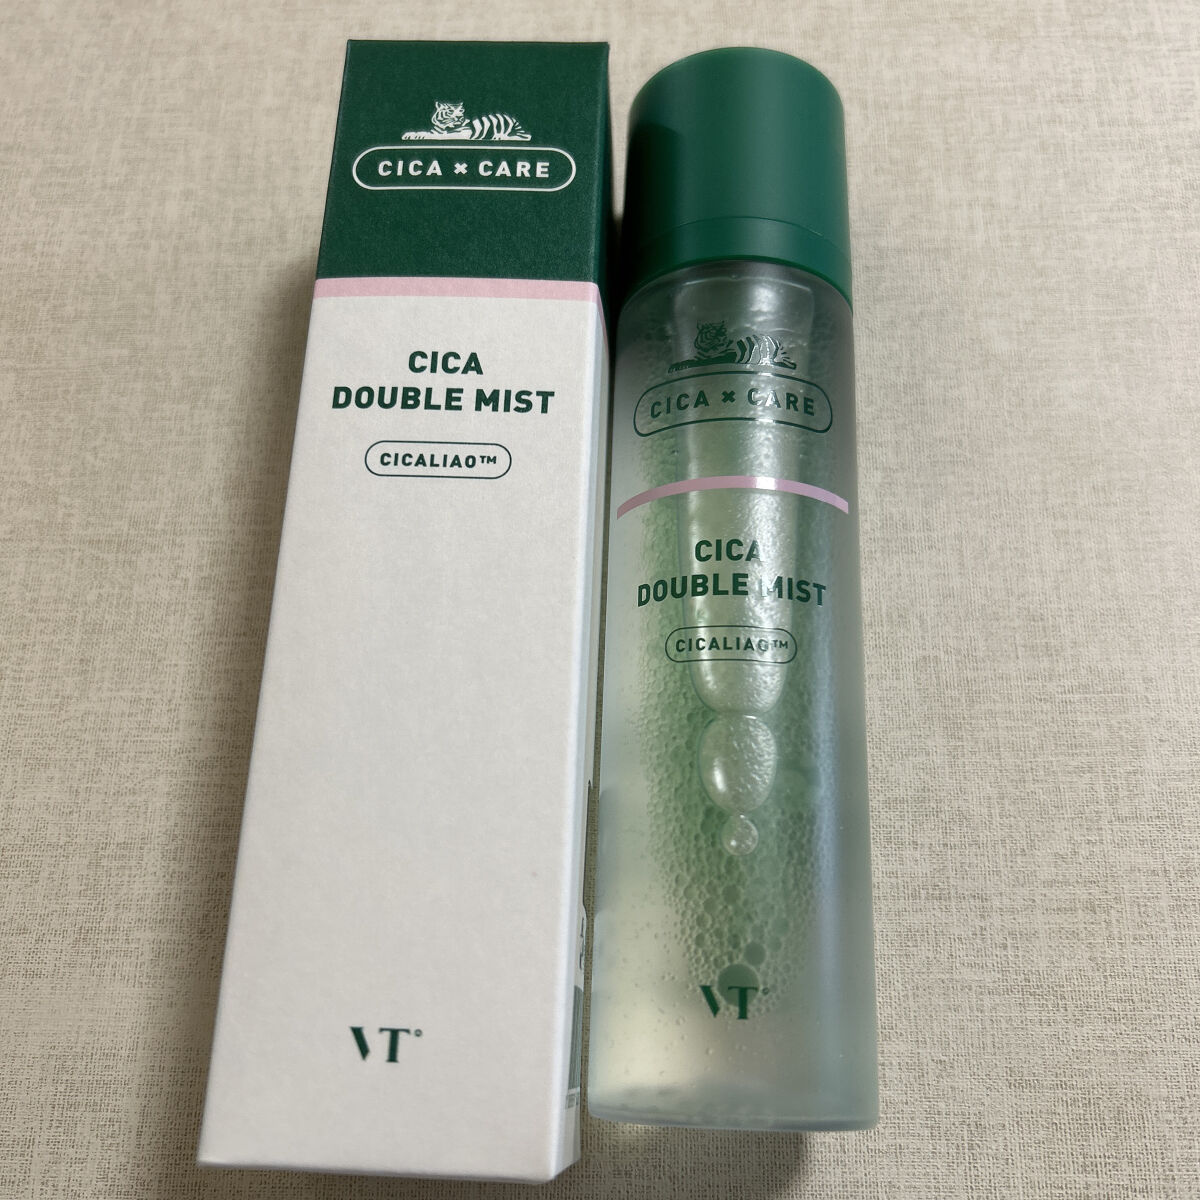 CICA × CARE
CICA
DOUBLE MIST
CICALIAO™
VT
CICA × CARE
CICA
DOUBLE MIST
CICALIAO™
VT